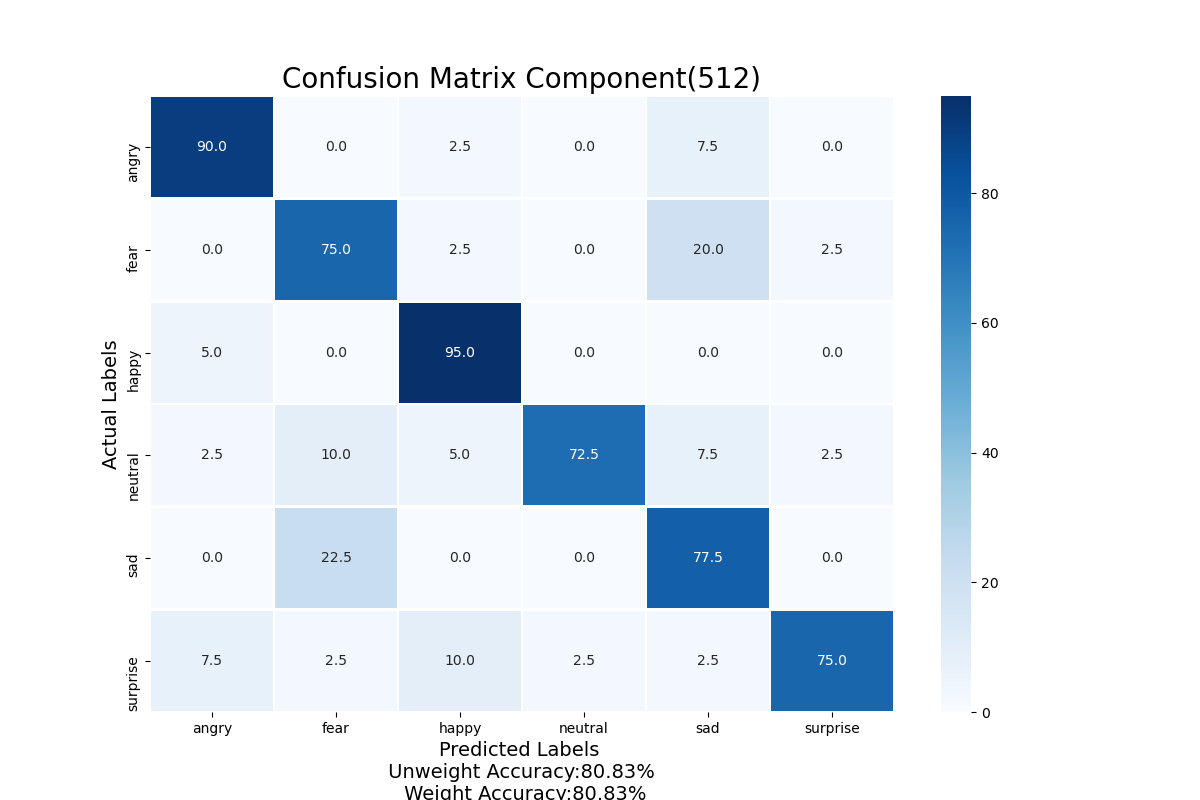 Confusion Matrix Component(512)
angry 90.0 0.0 2.5 0.0 7.5 0.0
fear 0.0 75.0 2.5 0.0 20.0 2.5
happy 5.0 0.0 95.0 0.0 0.0 0.0
neutral 2.5 10.0 5.0 72.5 7.5 2.5
sad 0.0 22.5 0.0 0.0 77.5 0.0
surprise 7.5 2.5 10.0 2.5 2.5 75.0
angry fear happy neutral sad surprise
Actual Labels
Predicted Labels
Unweight Accuracy:80.83%
Weight Accuracy:80.83%
80
60
40
20
0